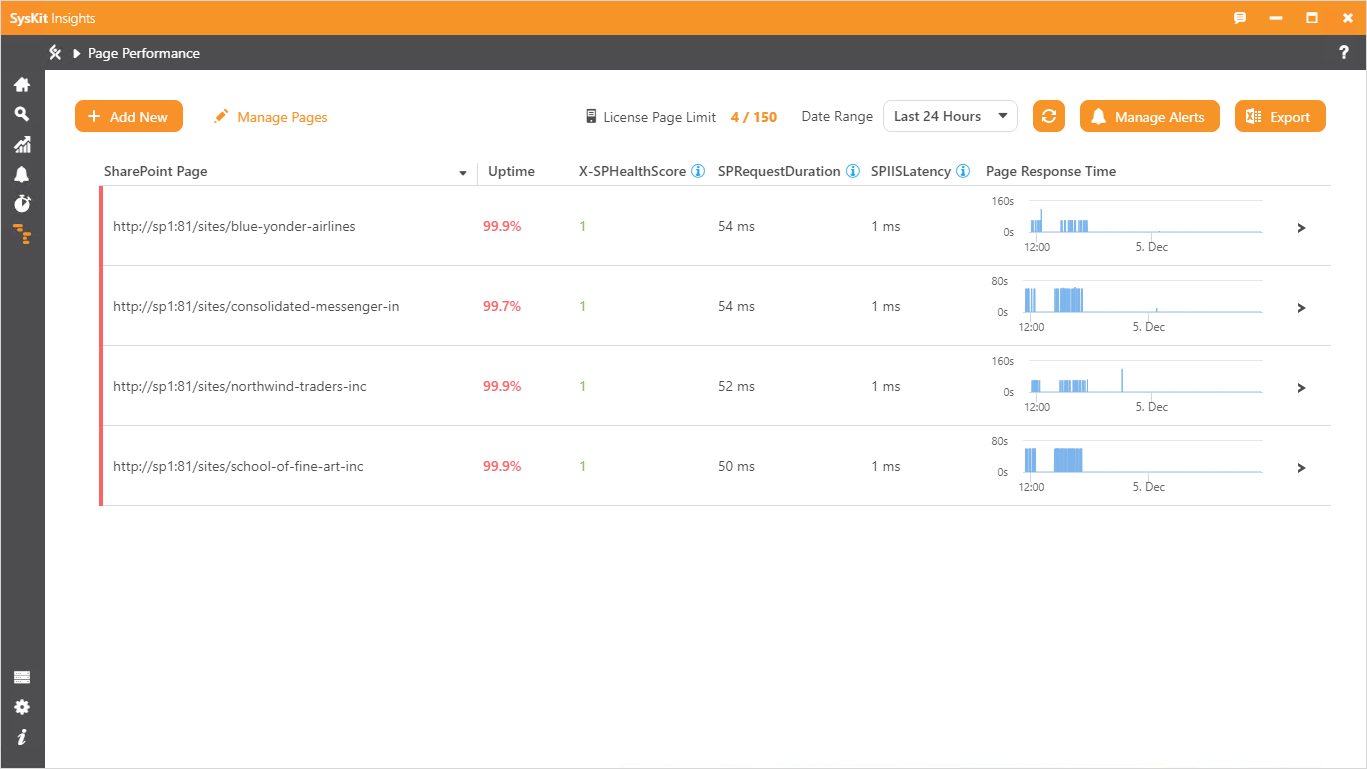 SysKit Insights
Page Performance
?
+ Add New
Manage Pages
License Page Limit 4 / 150
Date Range Last 24 Hours
Manage Alerts
Export
SharePoint Page Uptime X-SPHealthScore SPRequestDuration SPIISLatency Page Response Time
http://sp1:81/sites/blue-yonder-airlines 99.9% 1 54 ms 1 ms
160s
0s
12:00 5. Dec
http://sp1:81/sites/consolidated-messenger-in 99.7% 1 54 ms 1 ms
80s
0s
12:00 5. Dec
http://sp1:81/sites/northwind-traders-inc 99.9% 1 52 ms 1 ms
160s
0s
12:00 5. Dec
http://sp1:81/sites/school-of-fine-art-inc 99.9% 1 50 ms 1 ms
80s
0s
12:00 5. Dec